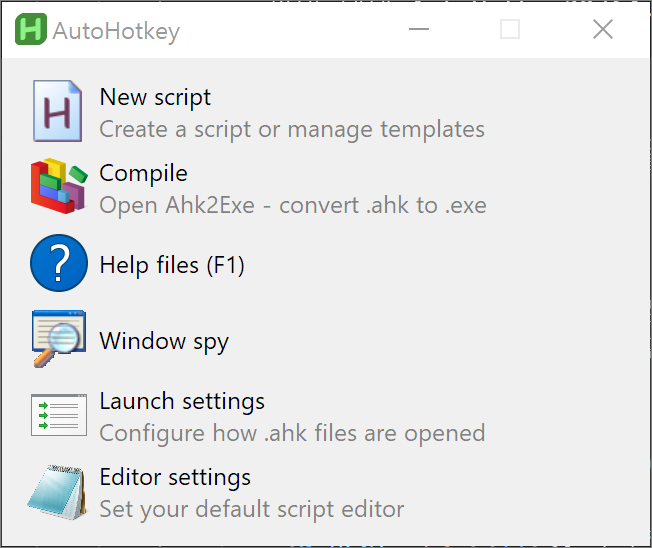 AutoHotkey
New script
Create a script or manage templates
Compile
Open Ahk2Exe - convert .ahk to .exe
Help files (F1)
Window spy
Launch settings
Configure how .ahk files are opened
Editor settings
Set your default script editor